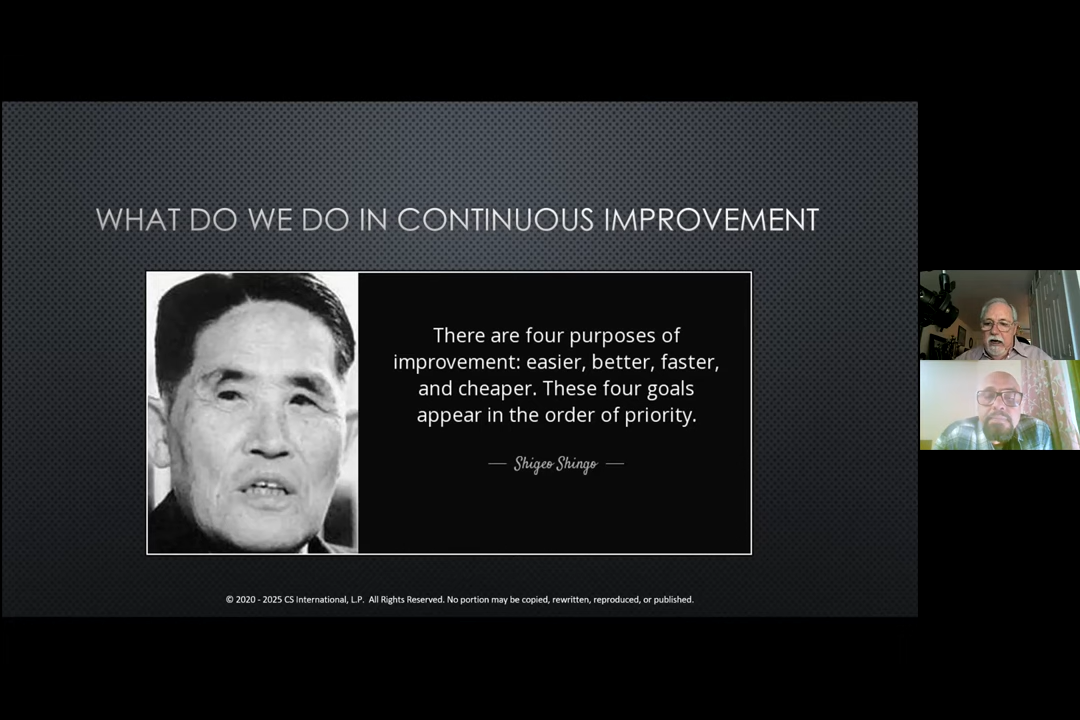 WHAT DO WE DO IN CONTINUOUS IMPROVEMENT
There are four purposes of
improvement: easier, better, faster,
and cheaper. These four goals
appear in the order of priority.
Shigeo Shingo
© 2020 - 2025 CS International, L.P. All Rights Reserved. No portion may be copied, rewritten, reproduced, or published.